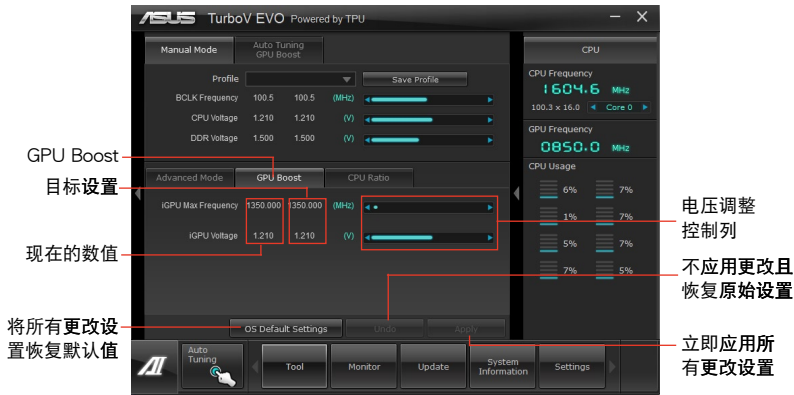 ASUS TurboV EVO Powered by TPU
Manual Mode
Auto Tuning
GPU Boost
Profile
Save Profile
BCLK Frequency 100.5 100.5 (MHz)
CPU Voltage 1.210 1.210 (V)
DDR Voltage 1.500 1.500 (V)
Advanced Mode GPU Boost CPU Ratio
iGPU Max Frequency 1350.000 1350.000 (MHz)
iGPU Voltage 1.210 1.210 (V)
OS Default Settings Undo Apply
CPU
CPU Frequency
1604.6 MHz
100.3 x 16.0 Core 0
GPU Frequency
0850.0 MHz
CPU Usage
6% 7%
1% 7%
5% 7%
7% 5%
Auto
Tuning
Tool
Monitor
Update
System
Information
Settings
GPU Boost
目标设置
现在的数值
将所有更改设
置恢复默认值
电压调整
控制列
不应用更改且
恢复原始设置
立即应用所
有更改设置